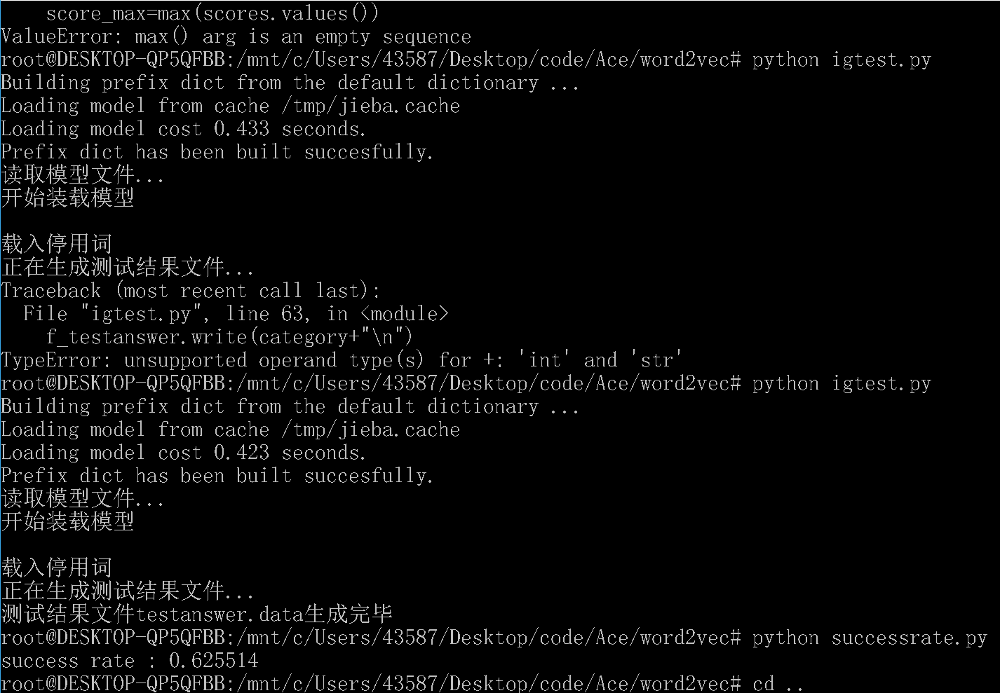 score_max=max(scores.values())
ValueError: max() arg is an empty sequence
root@DESKTOP-QP5QFBB:/mnt/c/Users/43587/Desktop/code/Ace/word2vec# python igtest.py
Building prefix dict from the default dictionary ...
Loading model from cache /tmp/jieba.cache
Loading model cost 0.433 seconds.
Prefix dict has been built succesfully.
读取模型文件...
开始装载模型
载入停用词
正在生成测试结果文件...
Traceback (most recent call last):
  File "igtest.py", line 63, in <module>
    f_testanswer.write(category+"\n")
TypeError: unsupported operand type(s) for +: 'int' and 'str'
root@DESKTOP-QP5QFBB:/mnt/c/Users/43587/Desktop/code/Ace/word2vec# python igtest.py
Building prefix dict from the default dictionary ...
Loading model from cache /tmp/jieba.cache
Loading model cost 0.423 seconds.
Prefix dict has been built succesfully.
读取模型文件...
开始装载模型
载入停用词
正在生成测试结果文件...
测试结果文件testanswer.data生成完毕
root@DESKTOP-QP5QFBB:/mnt/c/Users/43587/Desktop/code/Ace/word2vec# python successrate.py
success rate : 0.625514
root@DESKTOP-QP5QFBB:/mnt/c/Users/43587/Desktop/code/Ace/word2vec# cd ..